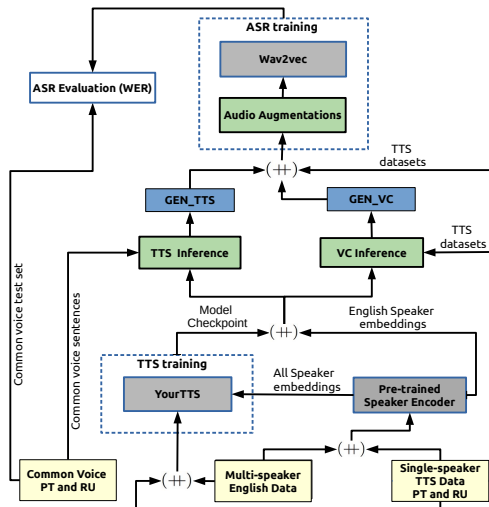 ASR training
Wav2vec
ASR Evaluation (WER)
Audio Augmentations
TTS
datasets
(++)
GEN_TTS
GEN_VC
TTS
datasets
TTS Inference
VC Inference
Common voice test set
Common voice sentences
Model
Checkpoint
(++)
English Speaker
embeddings
TTS training
All Speaker
embeddings
YourTTS
Pre-trained
Speaker Encoder
(++)
Common Voice
PT and RU
(++)
Multi-speaker
English Data
Single-speaker
TTS Data
PT and RU